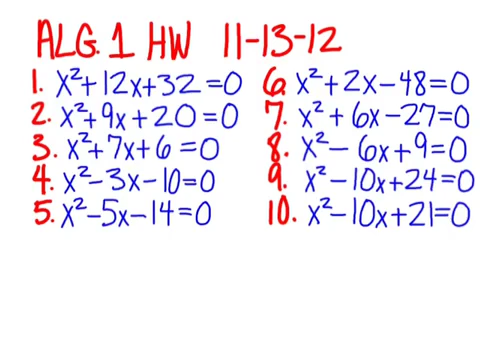 ALG. 1 HW 11-13-12
1. x²+12x+32=0
2. x²+9x+20=0
3. x²+7x+6=0
4. x²-3x-10=0
5. x²-5x-14=0
6. x²+2x-48=0
7. x²+6x-27=0
8. x²-6x+9=0
9. x²-10x+24=0
10. x²-10x+21=0